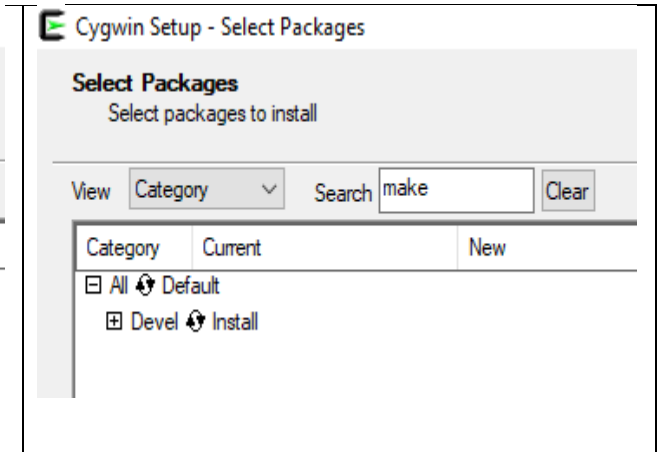 Cygwin Setup - Select Packages
Select Packages
Select packages to install
View Category Search make Clear
Category Current New
All Default
Devel Install